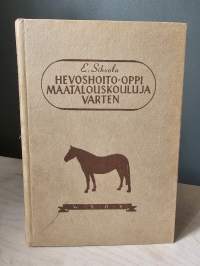 E. Sihvola
HEVOSHOITO-OPPI
MAATALOUSKOULUJA
VARTEN
W S O Y